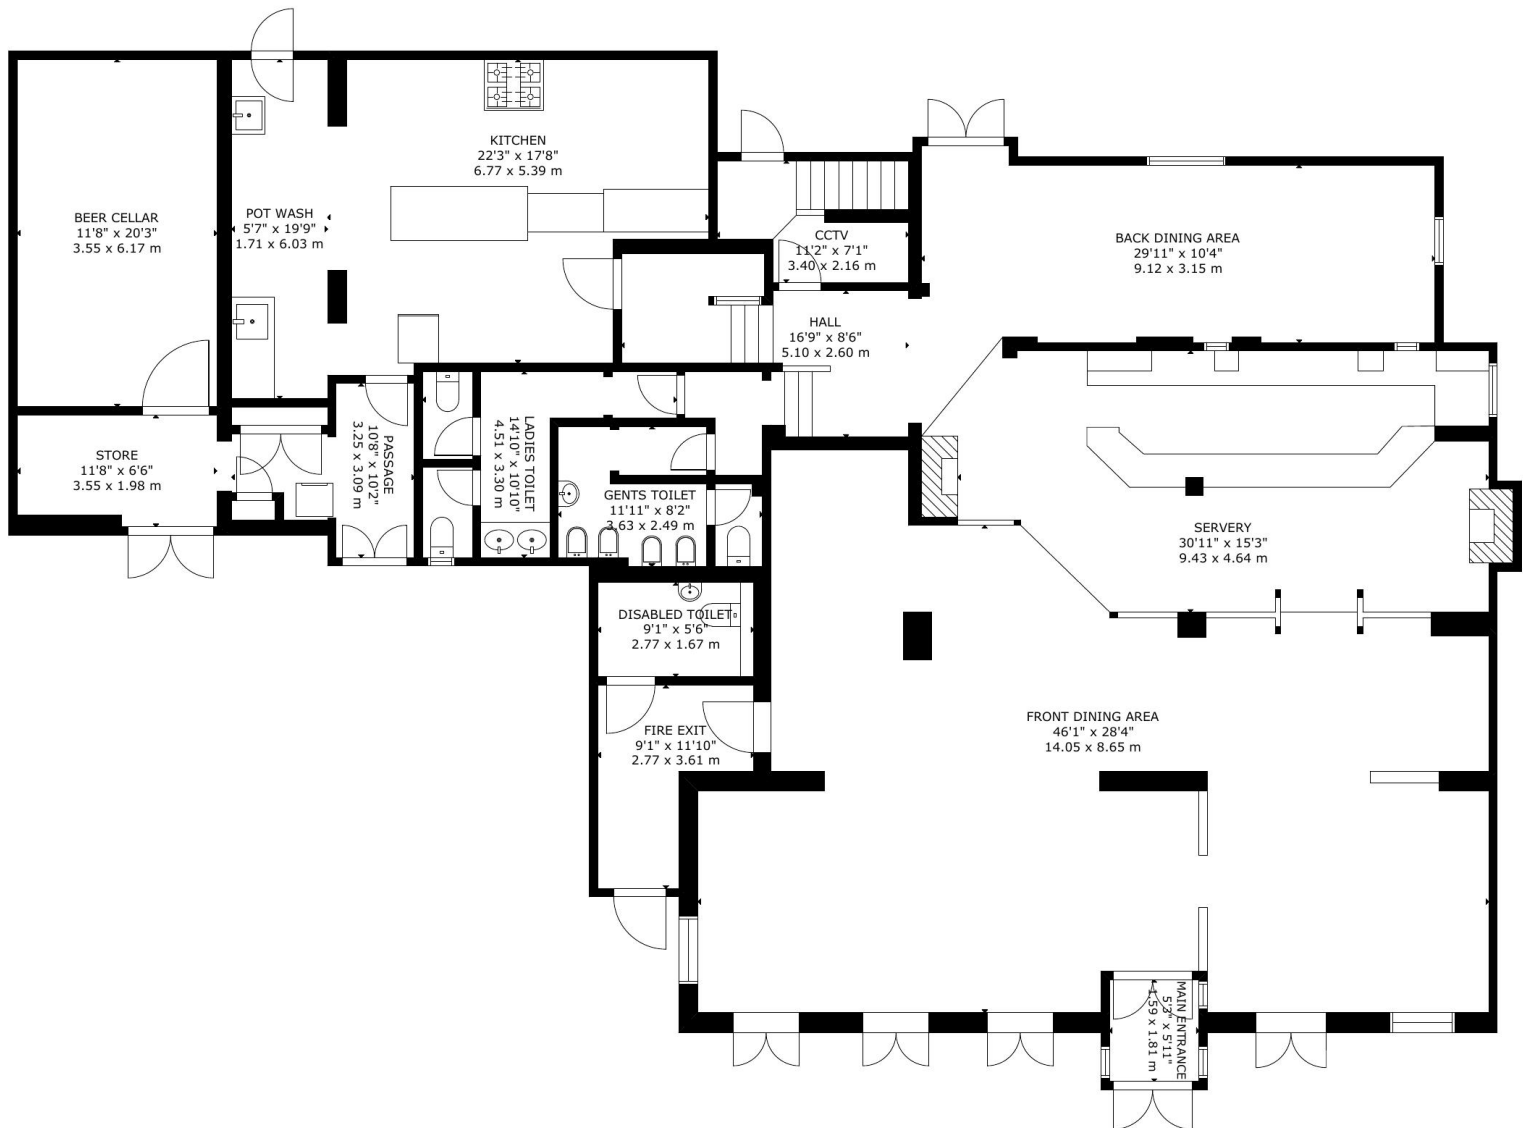 KITCHEN
22'3" x 17'8"
6.77 x 5.39 m
BEER CELLAR
11'8" x 20'3"
3.55 x 6.17 m
POT WASH
5'7" x 19'9"
1.71 x 6.03 m
CCTV
11'2" x 7'1"
3.40 x 2.16 m
BACK DINING AREA
29'11" x 10'4"
9.12 x 3.15 m
HALL
16'9" x 8'6"
5.10 x 2.60 m
STORE
11'8" x 6'6"
3.55 x 1.98 m
PASSAGE
10'8" x 10'2"
3.25 x 3.09 m
LADIES TOILET
14'10" x 10'10"
4.51 x 3.30 m
GENTS TOILET
11'11" x 8'2"
3.63 x 2.49 m
SERVERY
30'11" x 15'3"
9.43 x 4.64 m
DISABLED TOILET
9'1" x 5'6"
2.77 x 1.67 m
FIRE EXIT
9'1" x 11'10"
2.77 x 3.61 m
FRONT DINING AREA
46'1" x 28'4"
14.05 x 8.65 m
MAIN ENTRANCE
5'3" x 5'11"
1.59 x 1.81 m